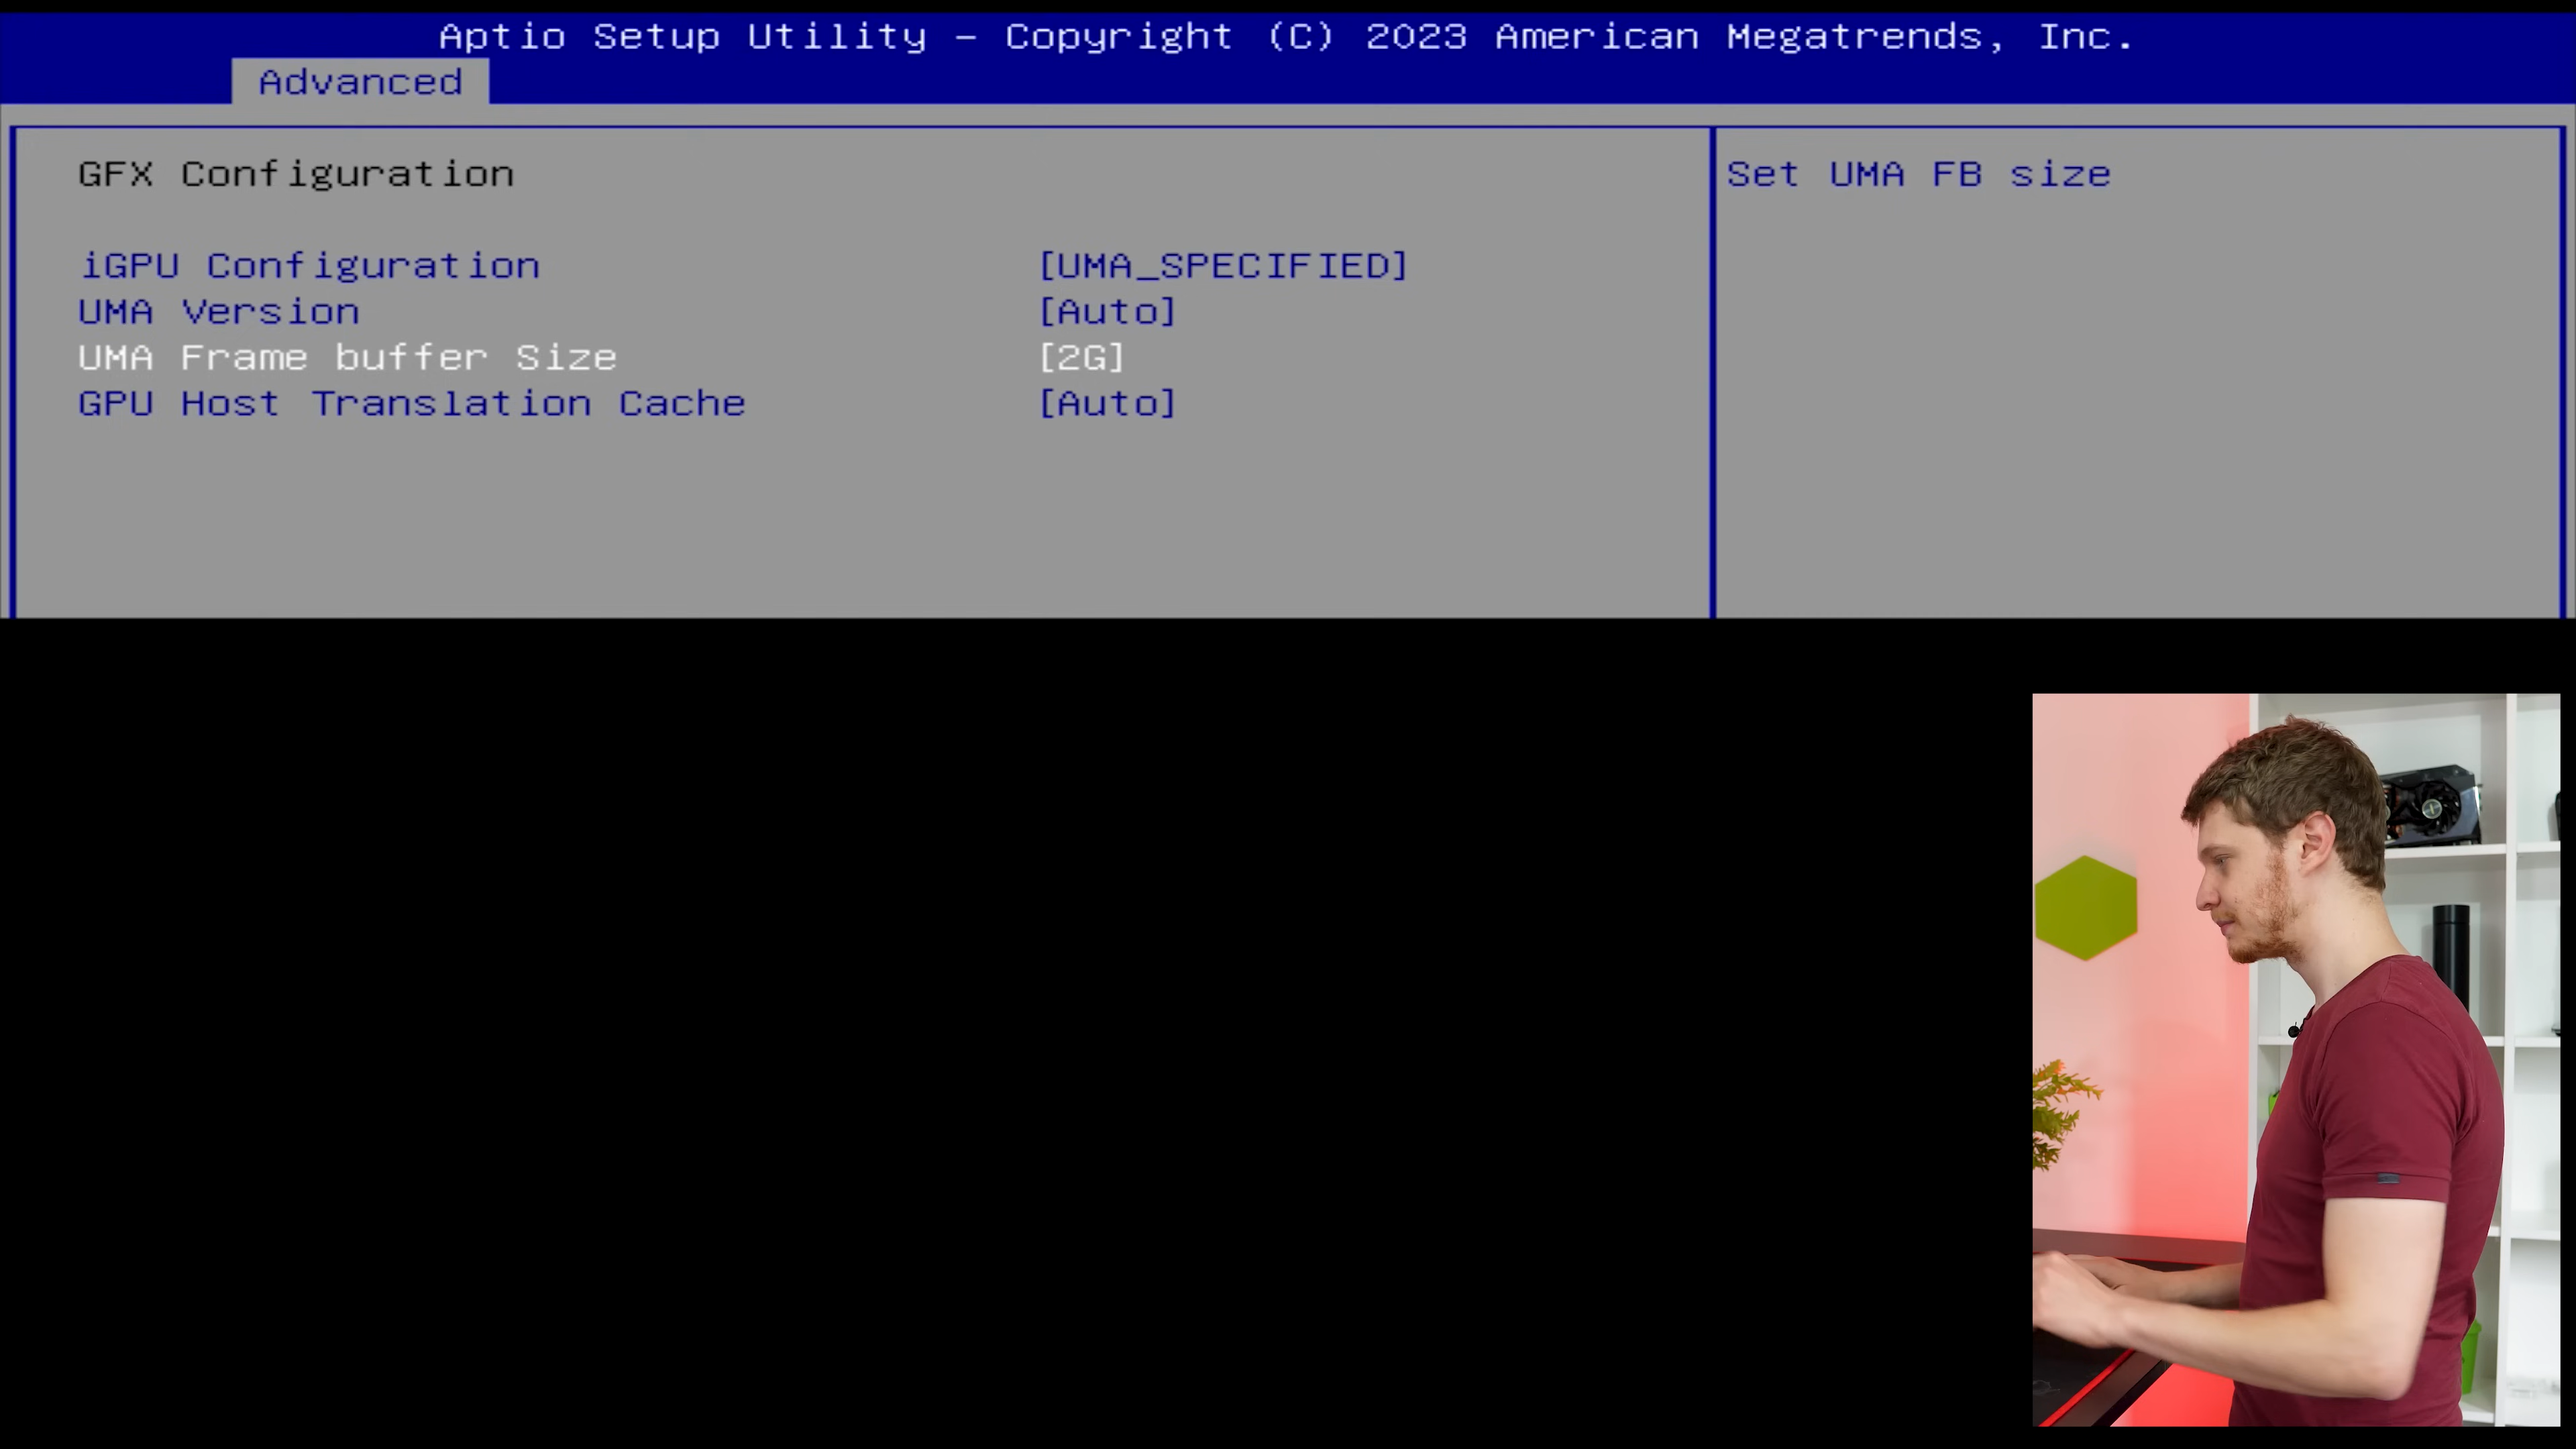 Aptio Setup Utility – Copyright (C) 2023 American Megatrends, Inc.
Advanced
GFX Configuration
iGPU Configuration [UMA_SPECIFIED]
UMA Version [Auto]
UMA Frame buffer Size [2G]
GPU Host Translation Cache [Auto]
Set UMA FB size